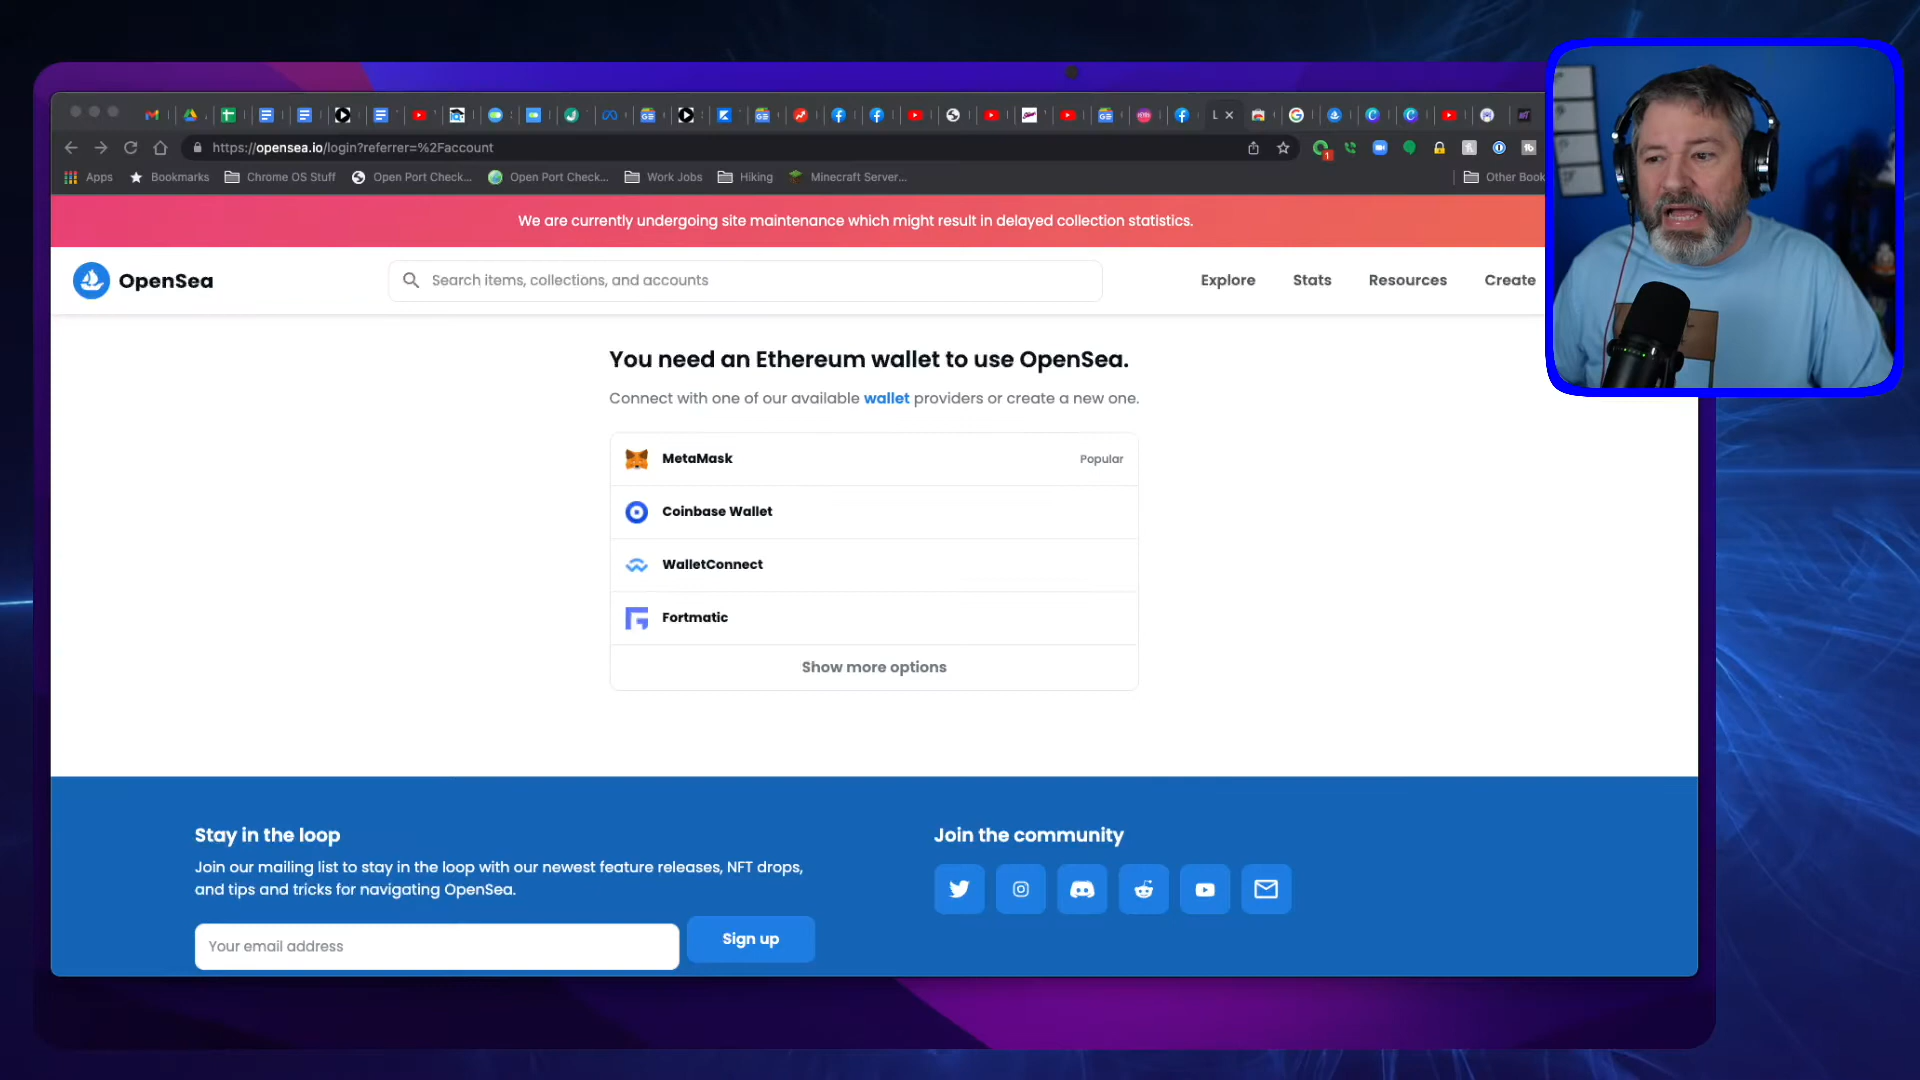 L
https://opensea.io/login?referrer=%2Faccount
1
Apps
Bookmarks
Chrome OS Stuff
Open Port Check...
Open Port Check...
Work Jobs
Hiking
Minecraft Server...
Other Book
We are currently undergoing site maintenance which might result in delayed collection statistics.
OpenSea
Search items, collections, and accounts
Explore
Stats
Resources
Create
You need an Ethereum wallet to use OpenSea.
Connect with one of our available wallet providers or create a new one.
MetaMask
Popular
Coinbase Wallet
WalletConnect
Fortmatic
Show more options
Stay in the loop
Join our mailing list to stay in the loop with our newest feature releases, NFT drops,
and tips and tricks for navigating OpenSea.
Your email address
Sign up
Join the community